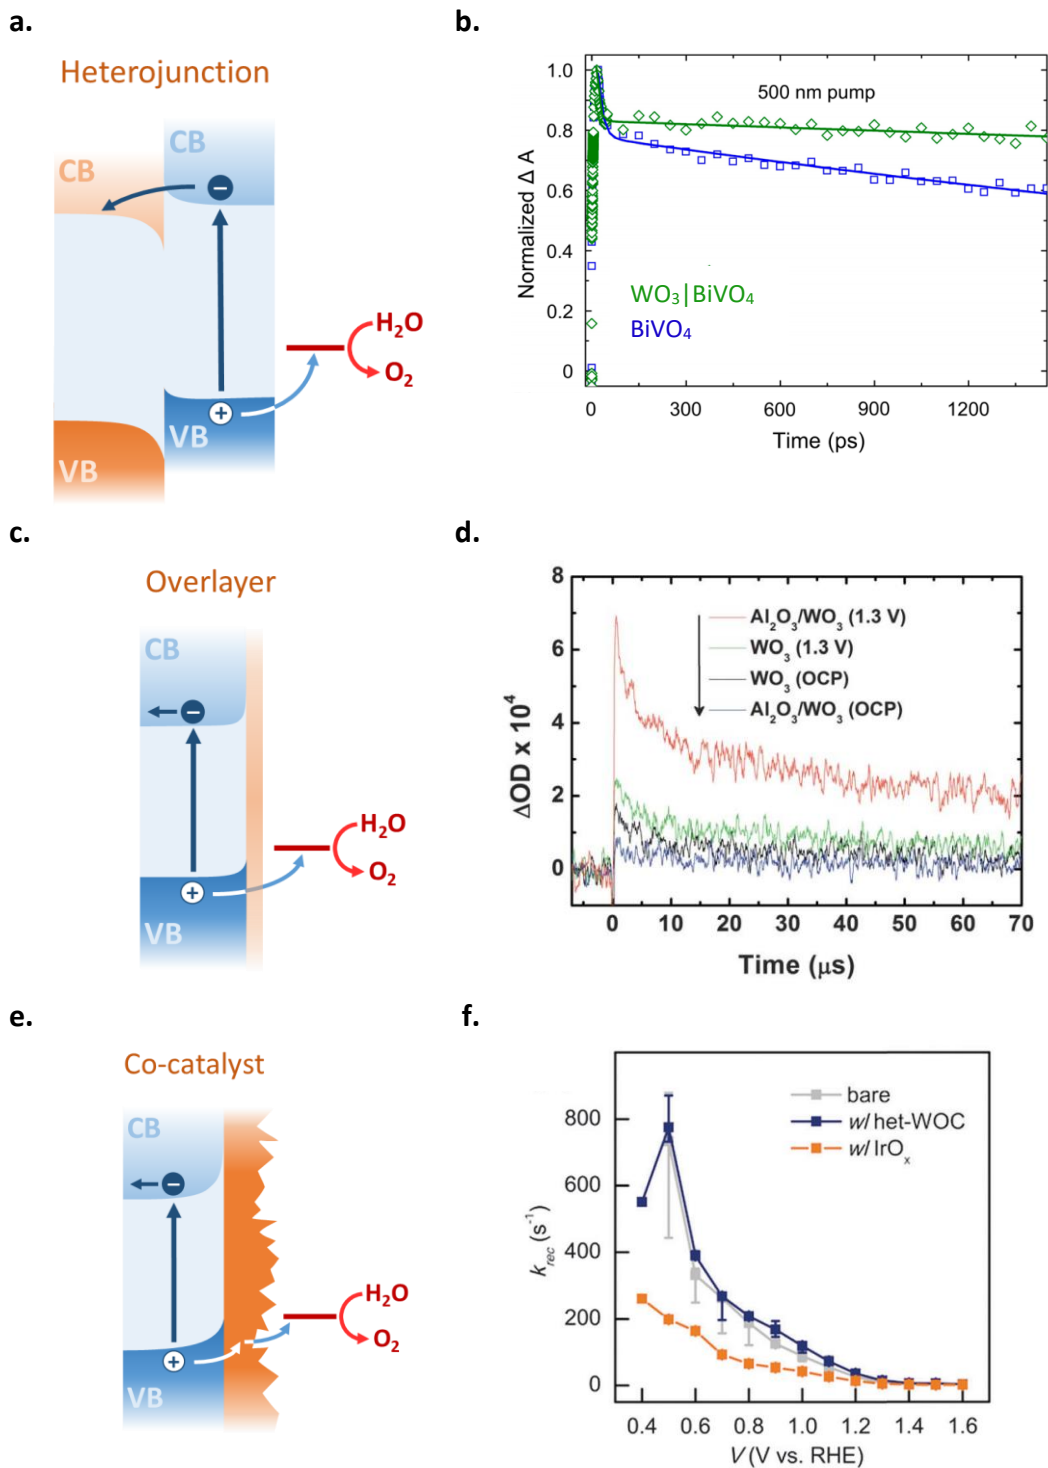 a.
Heterojunction
CB
CB
−
+
VB
VB
H₂O
O₂
b.
Normalized Δ A
1.0
0.8
0.6
0.4
0.2
0
500 nm pump
WO₃|BiVO₄
BiVO₄
0 300 600 900 1200
Time (ps)
c.
Overlayer
CB
−
+
VB
H₂O
O₂
d.
ΔOD x 10⁴
8
6
4
2
0
Al₂O₃/WO₃ (1.3 V)
WO₃ (1.3 V)
WO₃ (OCP)
Al₂O₃/WO₃ (OCP)
0 10 20 30 40 50 60 70
Time (μs)
e.
Co-catalyst
CB
−
+
VB
H₂O
O₂
f.
k_rec (s⁻¹)
800
600
400
200
0
bare
w/ het-WOC
w/ IrOₓ
0.4 0.6 0.8 1.0 1.2 1.4 1.6
V (V vs. RHE)